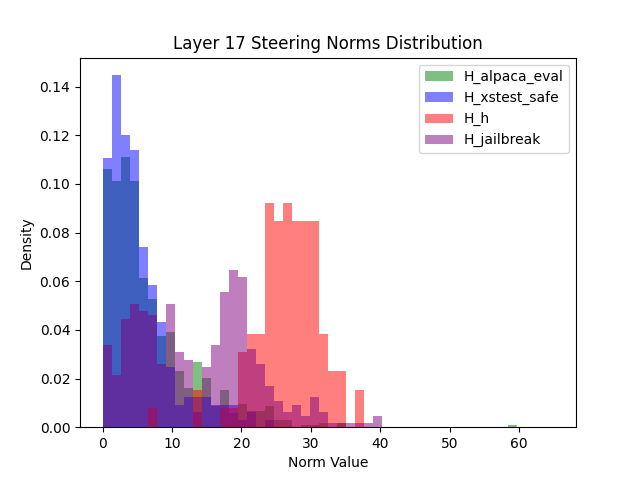 Layer 17 Steering Norms Distribution
H_alpaca_eval
H_xstest_safe
H_h
H_jailbreak
Density
0.14
0.12
0.10
0.08
0.06
0.04
0.02
0.00
0 10 20 30 40 50 60
Norm Value